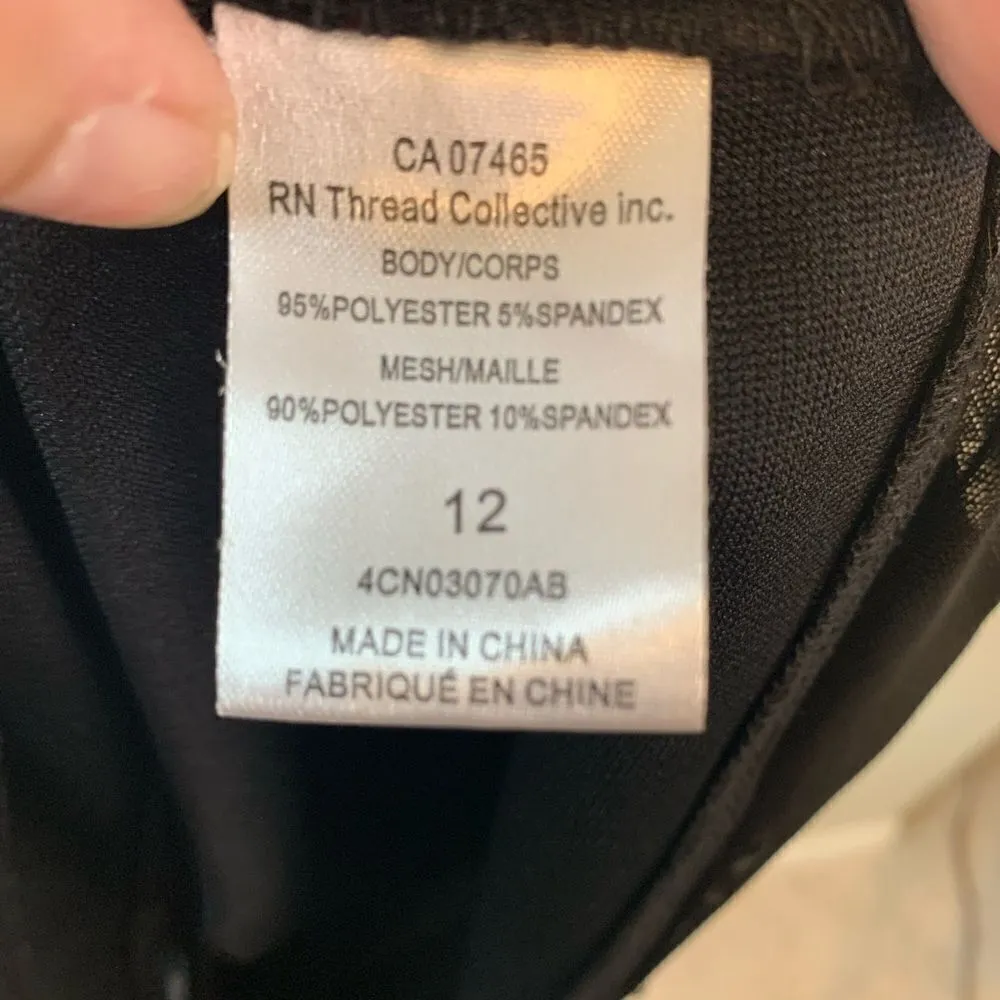 CA 07465
RN Thread Collective inc.
BODY/CORPS
95%POLYESTER 5%SPANDEX
MESH/MAILLE
90%POLYESTER 10%SPANDEX
12
4CN03070AB
MADE IN CHINA
FABRIQUÉ EN CHINE